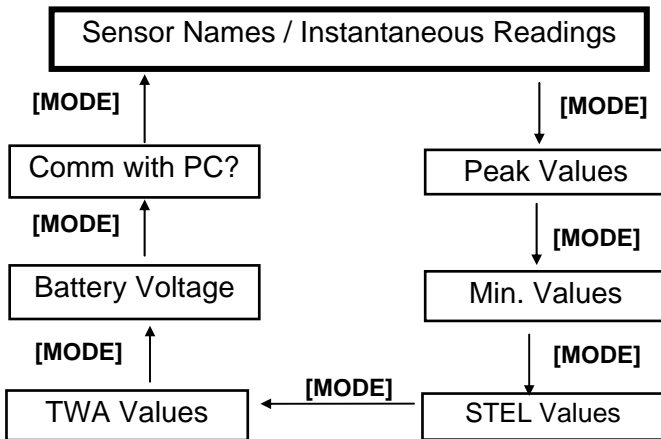 Sensor Names / Instantaneous Readings
[MODE]
[MODE]
Comm with PC?
Peak Values
[MODE]
[MODE]
Battery Voltage
Min. Values
[MODE]
[MODE]
[MODE]
TWA Values
STEL Values